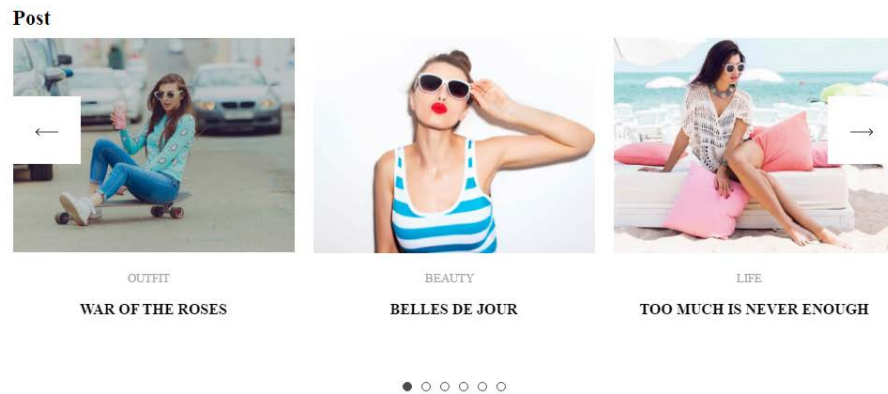 Post
OUTFIT
WAR OF THE ROSES
BEAUTY
BELLES DE JOUR
LIFE
TOO MUCH IS NEVER ENOUGH